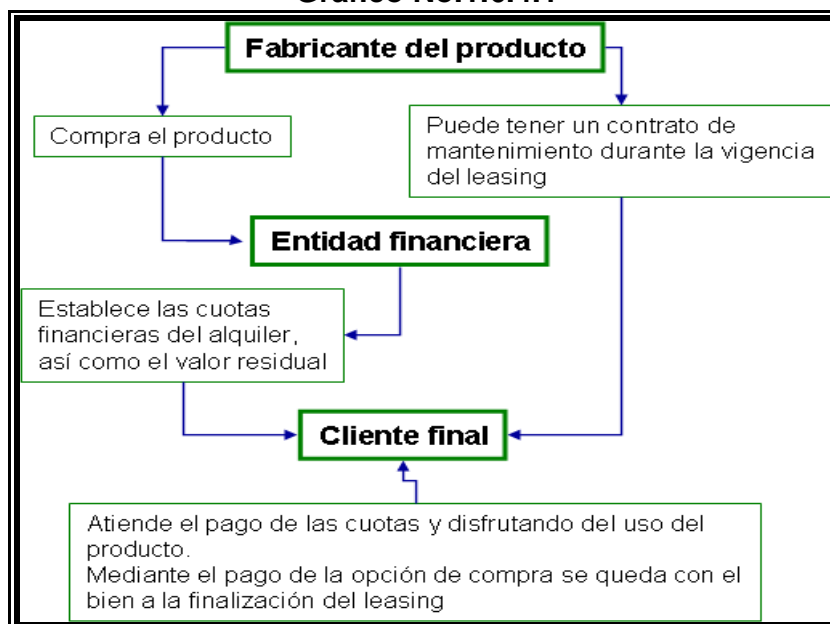 Fabricante del producto
Compra el producto
Puede tener un contrato de
mantenimiento durante la vigencia
del leasing
Entidad financiera
Establece las cuotas
financieras del alquiler,
así como el valor residual
Cliente final
Atiende el pago de las cuotas y disfrutando del uso del
producto.
Mediante el pago de la opción de compra se queda con el
bien a la finalización del leasing